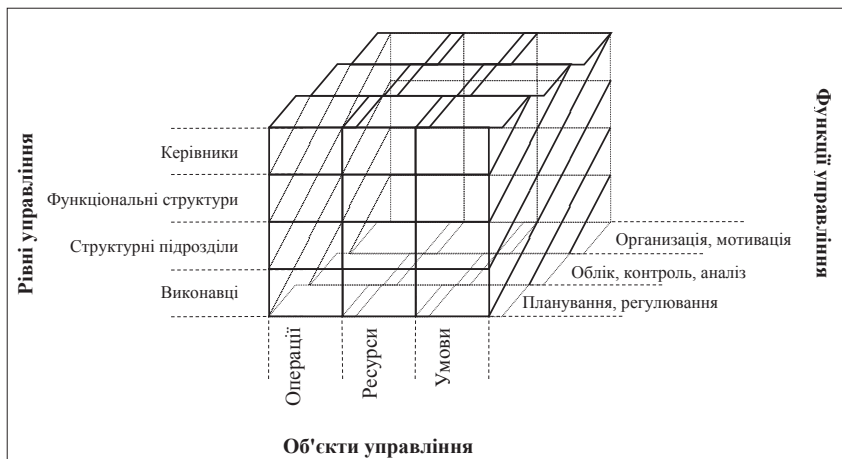 Рівні управління
Керівники
Функціональні структури
Структурні підрозділи
Виконавці
Операції
Ресурси
Умови
Об'єкти управління
Организація, мотивація
Облік, контроль, аналіз
Планування, регулювання
Функції управління